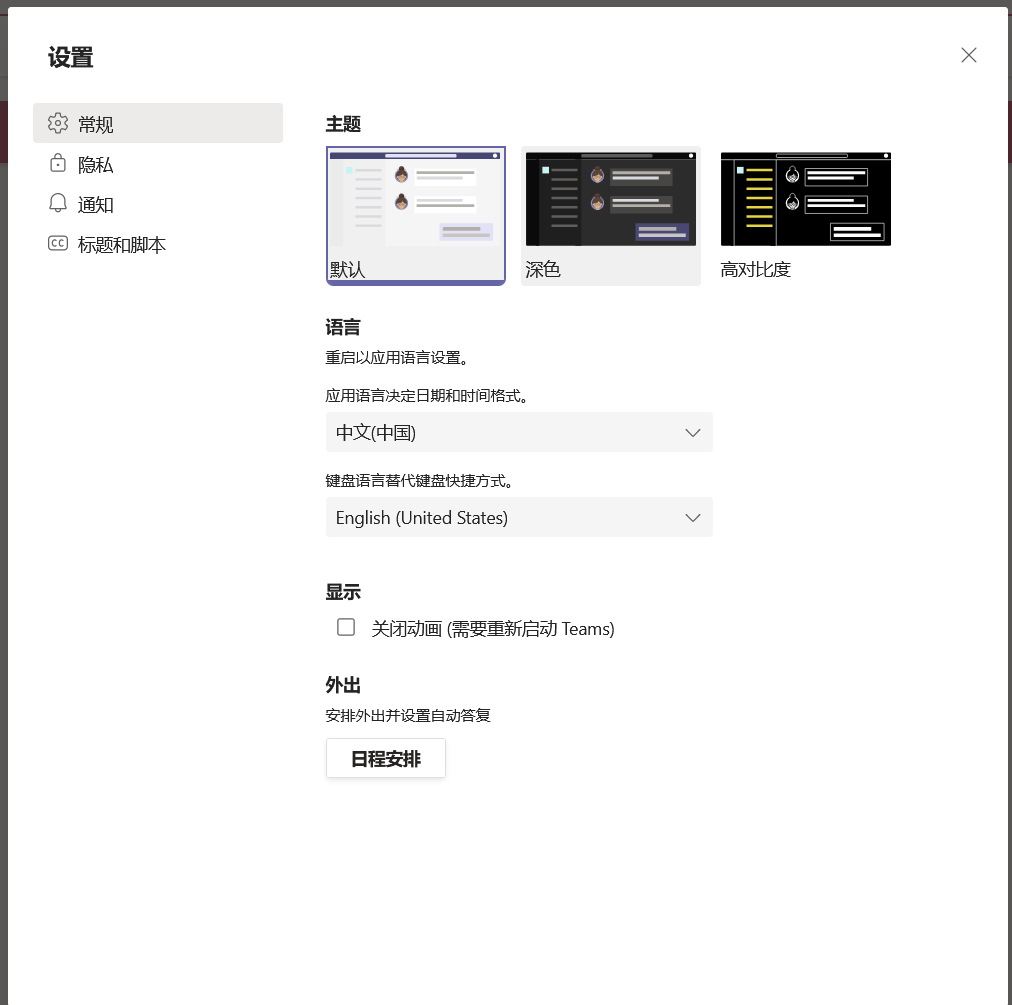 设置
常规
隐私
通知
标题和脚本
主题
默认
深色
高对比度
语言
重启以应用语言设置。
应用语言决定日期和时间格式。
中文(中国)
键盘语言替代键盘快捷方式。
English (United States)
显示
关闭动画 (需要重新启动 Teams)
外出
安排外出并设置自动答复
日程安排